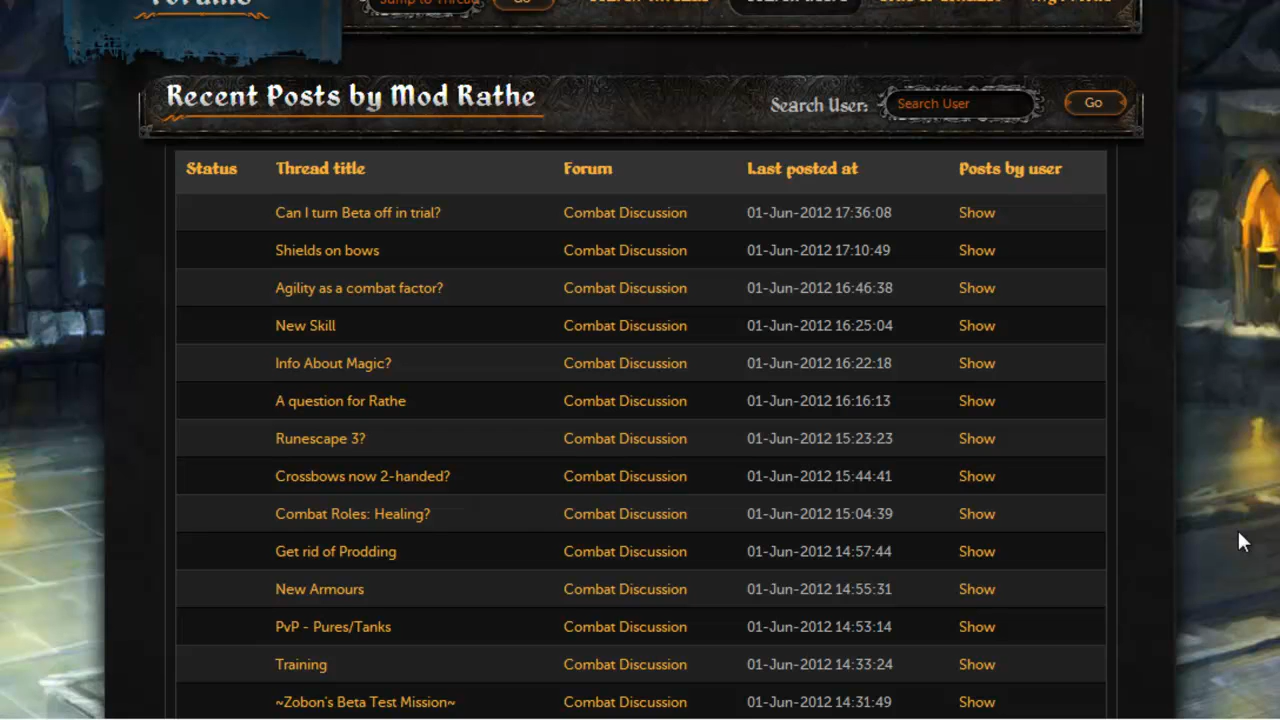 Forums
Jump to Thread Go Search Threads Search Users
Recent Posts by Mod Rathe Search User: Search User Go
Status Thread title Forum Last posted at Posts by user
Can I turn Beta off in trial? Combat Discussion 01-Jun-2012 17:36:08 Show
Shields on bows Combat Discussion 01-Jun-2012 17:10:49 Show
Agility as a combat factor? Combat Discussion 01-Jun-2012 16:46:38 Show
New Skill Combat Discussion 01-Jun-2012 16:25:04 Show
Info About Magic? Combat Discussion 01-Jun-2012 16:22:18 Show
A question for Rathe Combat Discussion 01-Jun-2012 16:16:13 Show
Runescape 3? Combat Discussion 01-Jun-2012 15:23:23 Show
Crossbows now 2-handed? Combat Discussion 01-Jun-2012 15:44:41 Show
Combat Roles: Healing? Combat Discussion 01-Jun-2012 15:04:39 Show
Get rid of Prodding Combat Discussion 01-Jun-2012 14:57:44 Show
New Armours Combat Discussion 01-Jun-2012 14:55:31 Show
PvP - Pures/Tanks Combat Discussion 01-Jun-2012 14:53:14 Show
Training Combat Discussion 01-Jun-2012 14:33:24 Show
~Zobon's Beta Test Mission~ Combat Discussion 01-Jun-2012 14:31:49 Show